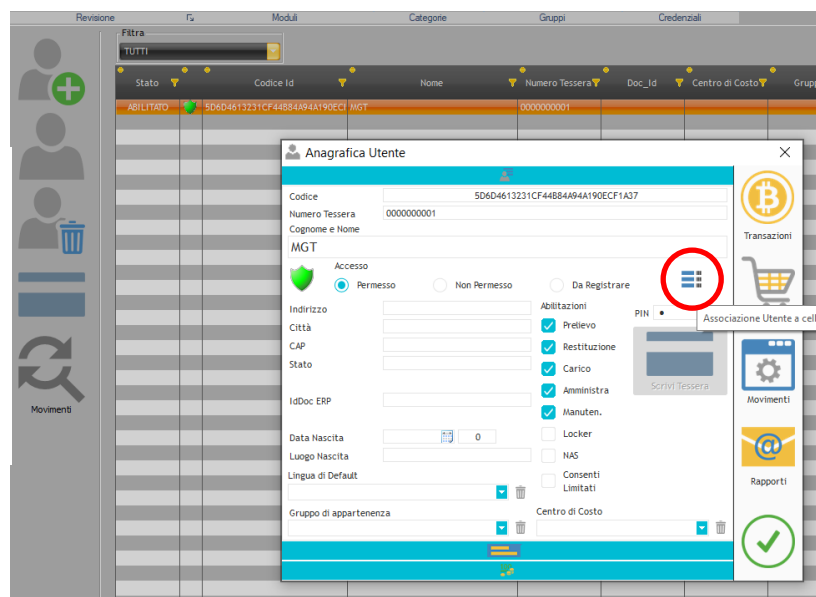 Revisione Moduli Categorie Gruppi Credenziali
Filtra
TUTTI
Stato Codice Id Nome Numero Tessera Doc_Id Centro di Costo Grupp
ABILITATO 5D6D4613231CF44B84A94A190ECI MGT 0000000001
Anagrafica Utente
Codice 5D6D4613231CF44B84A94A190ECF1A37
Numero Tessera 0000000001
Cognome e Nome
MGT
Transazioni
Accesso
Permesso Non Permesso Da Registrare
Indirizzo Abilitazioni PIN Associazione Utente a cell
Città Prelievo
CAP Restituzione
Stato Carico
Amministra Scrivi Tessera
IdDoc ERP
Manuten. Movimenti
Movimenti
Data Nascita 0 Locker
Luogo Nascita NAS
Lingua di Default Consenti
Limitati
Rapporti
Gruppo di appartenenza Centro di Costo